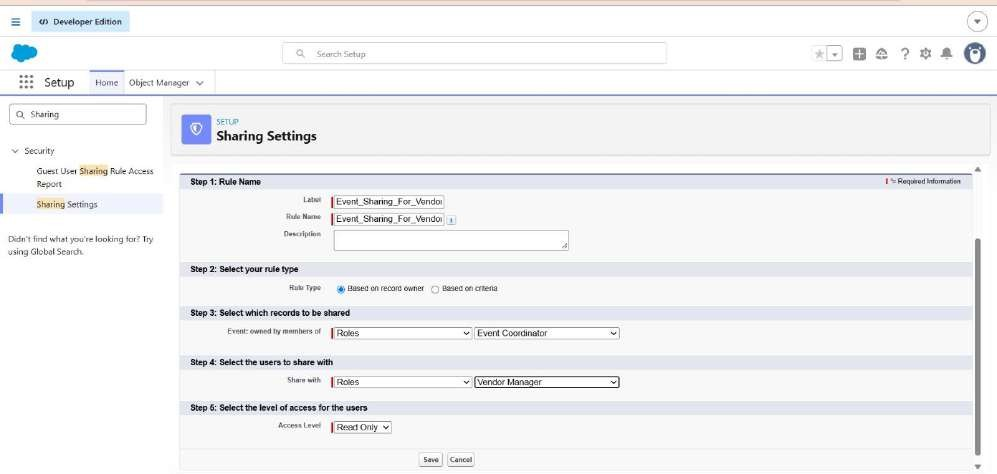 Developer Edition
Search Setup
Setup Home Object Manager
Sharing
Security
Guest User Sharing Rule Access
Report
Sharing Settings
Didn't find what you're looking for? Try
using Global Search.
SETUP
Sharing Settings
Step 1: Rule Name
= Required Information
Label Event_Sharing_For_Vendor
Rule Name Event_Sharing_For_Vendor i
Description
Step 2: Select your rule type
Rule Type Based on record owner Based on criteria
Step 3: Select which records to be shared
Event: owned by members of Roles Event Coordinator
Step 4: Select the users to share with
Share with Roles Vendor Manager
Step 5: Select the level of access for the users
Access Level Read Only
Save Cancel